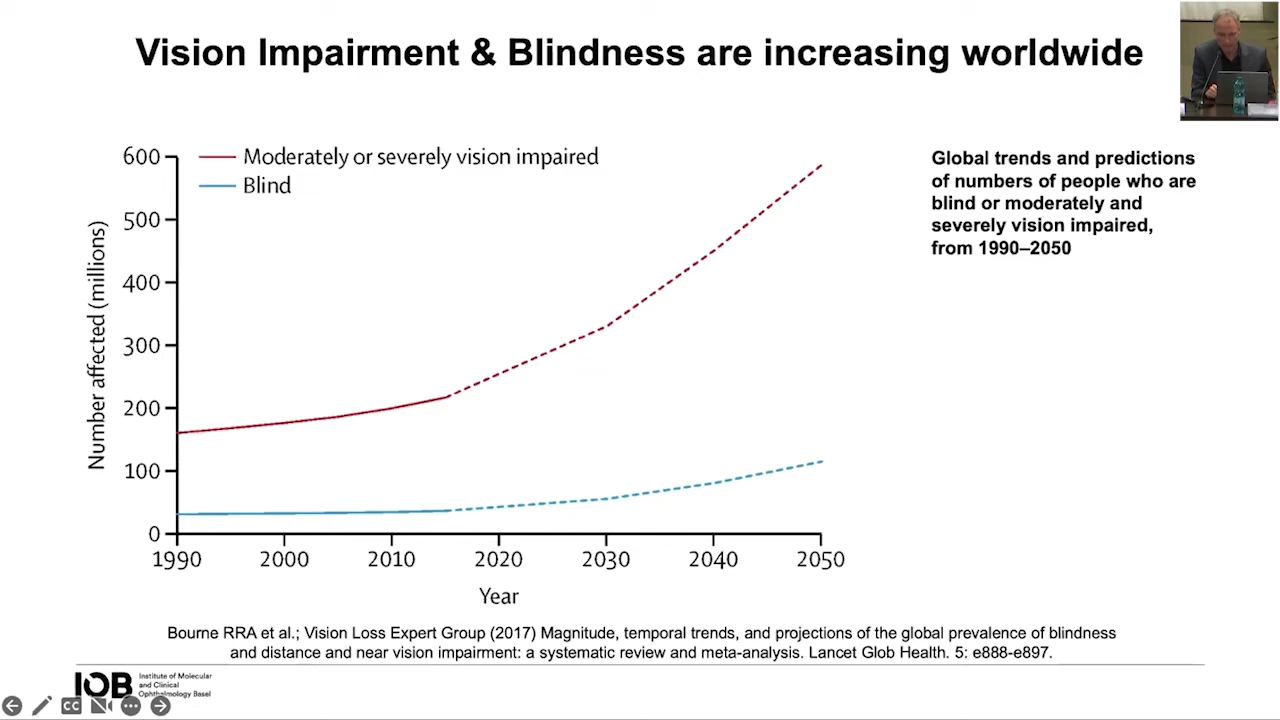 Vision Impairment & Blindness are increasing worldwide
600
500
400
300
200
100
0
Number affected (millions)
Moderately or severely vision impaired
Blind
1990 2000 2010 2020 2030 2040 2050
Year
Global trends and predictions
of numbers of people who are
blind or moderately and
severely vision impaired,
from 1990–2050
Bourne RRA et al.; Vision Loss Expert Group (2017) Magnitude, temporal trends, and projections of the global prevalence of blindness
and distance and near vision impairment: a systematic review and meta-analysis. Lancet Glob Health. 5: e888-e897.
IOB
Institute of Molecular
and Clinical
Ophthalmology Basel
CC